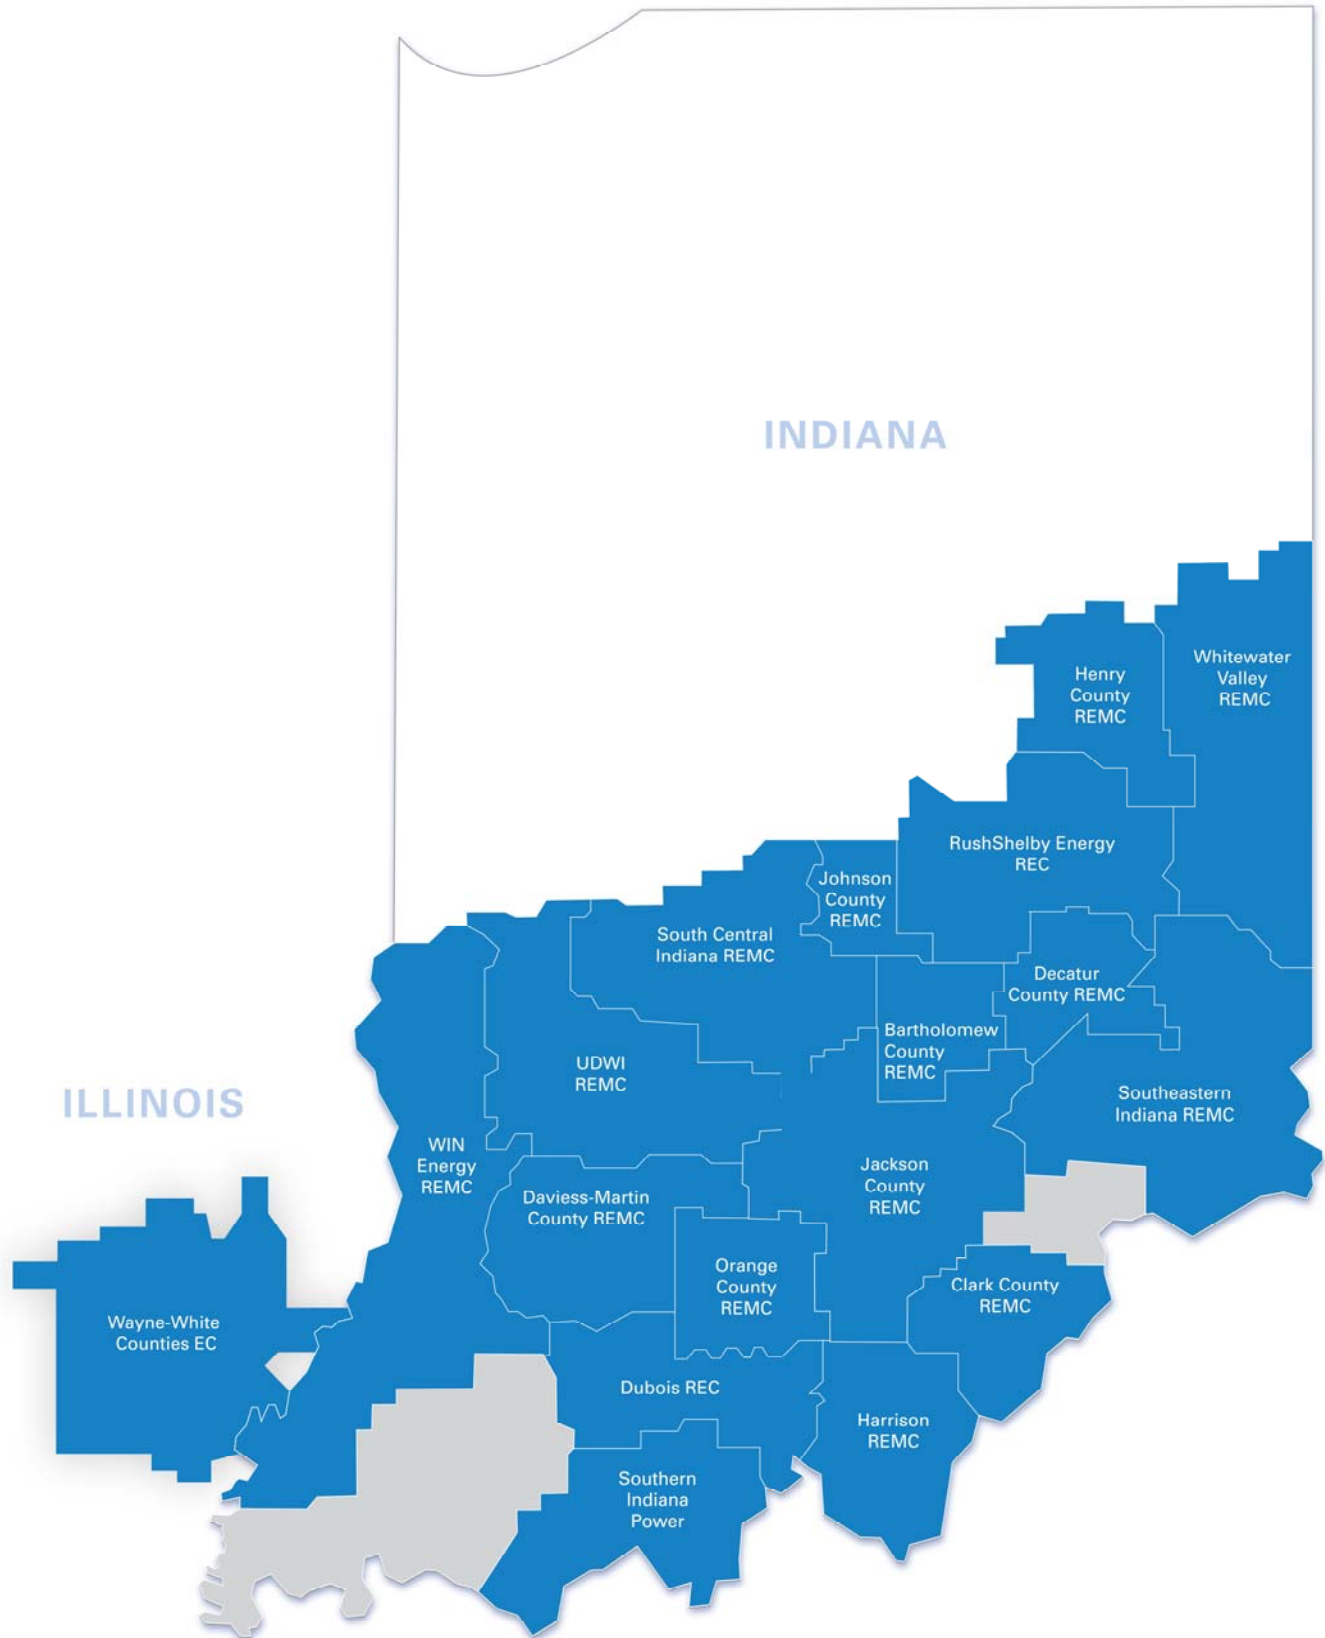 INDIANA
Whitewater
Valley
REMC
Henry
County
REMC
RushShelby Energy
REC
Johnson
County
REMC
South Central
Indiana REMC
Decatur
County REMC
Bartholomew
County
REMC
UDWI
REMC
ILLINOIS
Southeastern
Indiana REMC
WIN
Energy
REMC
Jackson
County
REMC
Daviess-Martin
County REMC
Orange
County
REMC
Clark County
REMC
Wayne-White
Counties EC
Dubois REC
Harrison
REMC
Southern
Indiana
Power